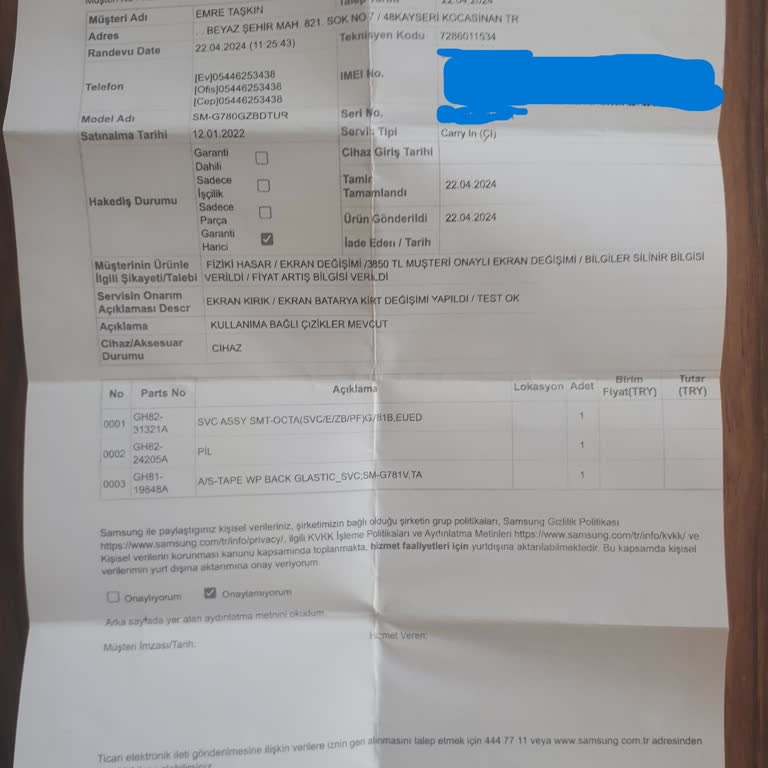 Müşteri Adı EMRE TAŞKIN
Adres . . BEYAZ ŞEHİR MAH. 821. SOK NO 7 / 48KAYSERİ KOCASİNAN TR
Randevu Date 22.04.2024 (11:25:43) Teknisyen Kodu 7286011534
Telefon [Ev]05446253438 IMEI No.
[Ofis]05446253438
[Cep]05446253438
Model Adı SM-G780GZBDTUR Seri No.
Satınalma Tarihi 12.01.2022 Servis Tipi Carry In (Çİ)
Hakediş Durumu Garanti Dahili Cihaz Giriş Tarihi
Sadece İşçilik Tamir Tamamlandı 22.04.2024
Sadece Parça Ürün Gönderildi 22.04.2024
Garanti Harici İade Eden / Tarih
Müşterinin Ürünle FİZİKİ HASAR / EKRAN DEĞİŞİMİ /3850 TL MUŞTERİ ONAYLI EKRAN DEĞİŞİMİ / BİLGİLER SİLİNİR BİLGİSİ
İlgili Şikayeti/Talebi VERİLDİ / FİYAT ARTIŞ BİLGİSİ VERİLDİ
Servisin Onarım EKRAN KIRIK / EKRAN BATARYA KİRT DEĞİŞİMİ YAPILDI / TEST OK
Açıklaması Descr
Açıklama KULLANIMA BAĞLI ÇIZİKLER MEVCUT
Cihaz/Aksesuar CİHAZ
Durumu
No Parts No Açıklama Lokasyon Adet Birim Fiyat(TRY) Tutar (TRY)
0001 GH82-31321A SVC ASSY SMT-OCTA(SVC/E/ZB/PF)G781B,EUED 1
0002 GH82-24205A PİL 1
0003 GH81-19848A A/S-TAPE WP BACK GLASTIC_SVC,SM-G781V,TA 1
Samsung ile paylaştığınız kişisel verileriniz, şirketimizin bağlı olduğu şirketin grup politikaları, Samsung Gizlilik Politikası
https://www.samsung.com/tr/info/privacy/, ilgili KVKK İşleme Politikaları ve Aydınlatma Metinleri https://www.samsung.com/tr/info/kvkk/ ve
Kişisel verilerin korunması kanunu kapsamında toplanmakta, hizmet faaliyetleri için yurtdışına aktarılabilmektedir. Bu kapsamda kişisel
verilerimin yurt dışına aktarımına onay veriyorum.
Onaylıyorum Onaylamıyorum
Arka sayfada yer alan aydınlatma metnini okudum.
Müşteri İmzası/Tarih: Hizmet Veren:
Ticari elektronik ileti gönderilmesine ilişkin verilere iznin geri alınmasını talep etmek için 444 77 11 veya www.samsung.com.tr adresinden